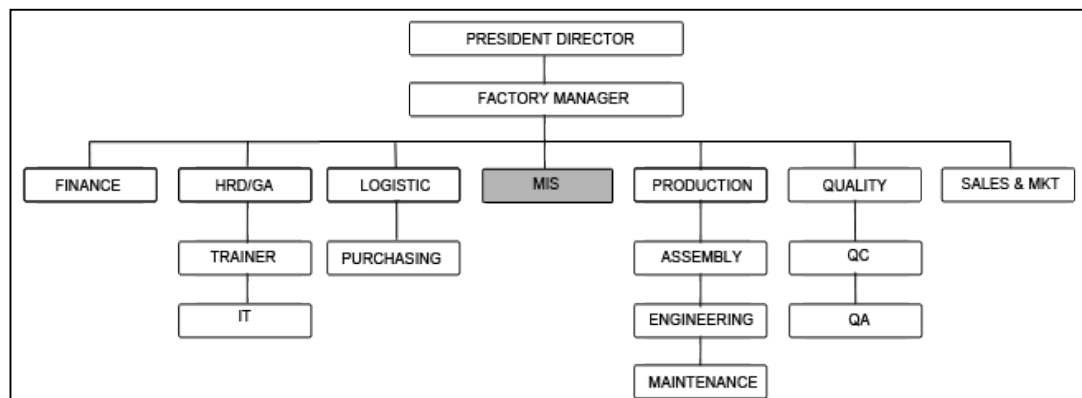 PRESIDENT DIRECTOR
FACTORY MANAGER
FINANCE
HRD/GA
LOGISTIC
MIS
PRODUCTION
QUALITY
SALES & MKT
TRAINER
PURCHASING
ASSEMBLY
QC
IT
ENGINEERING
QA
MAINTENANCE